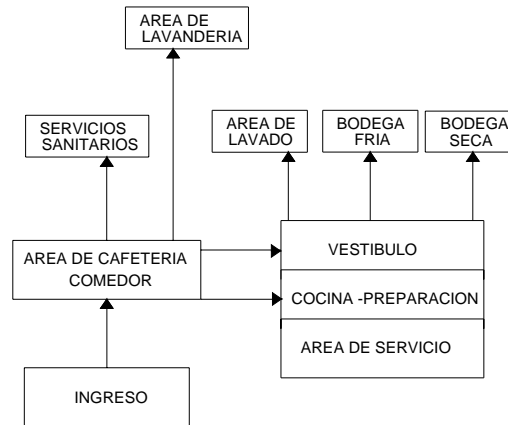 AREA DE
LAVANDERIA
SERVICIOS
SANITARIOS
AREA DE
LAVADO
BODEGA
FRIA
BODEGA
SECA
AREA DE CAFETERIA
COMEDOR
VESTIBULO
COCINA -PREPARACION
AREA DE SERVICIO
INGRESO